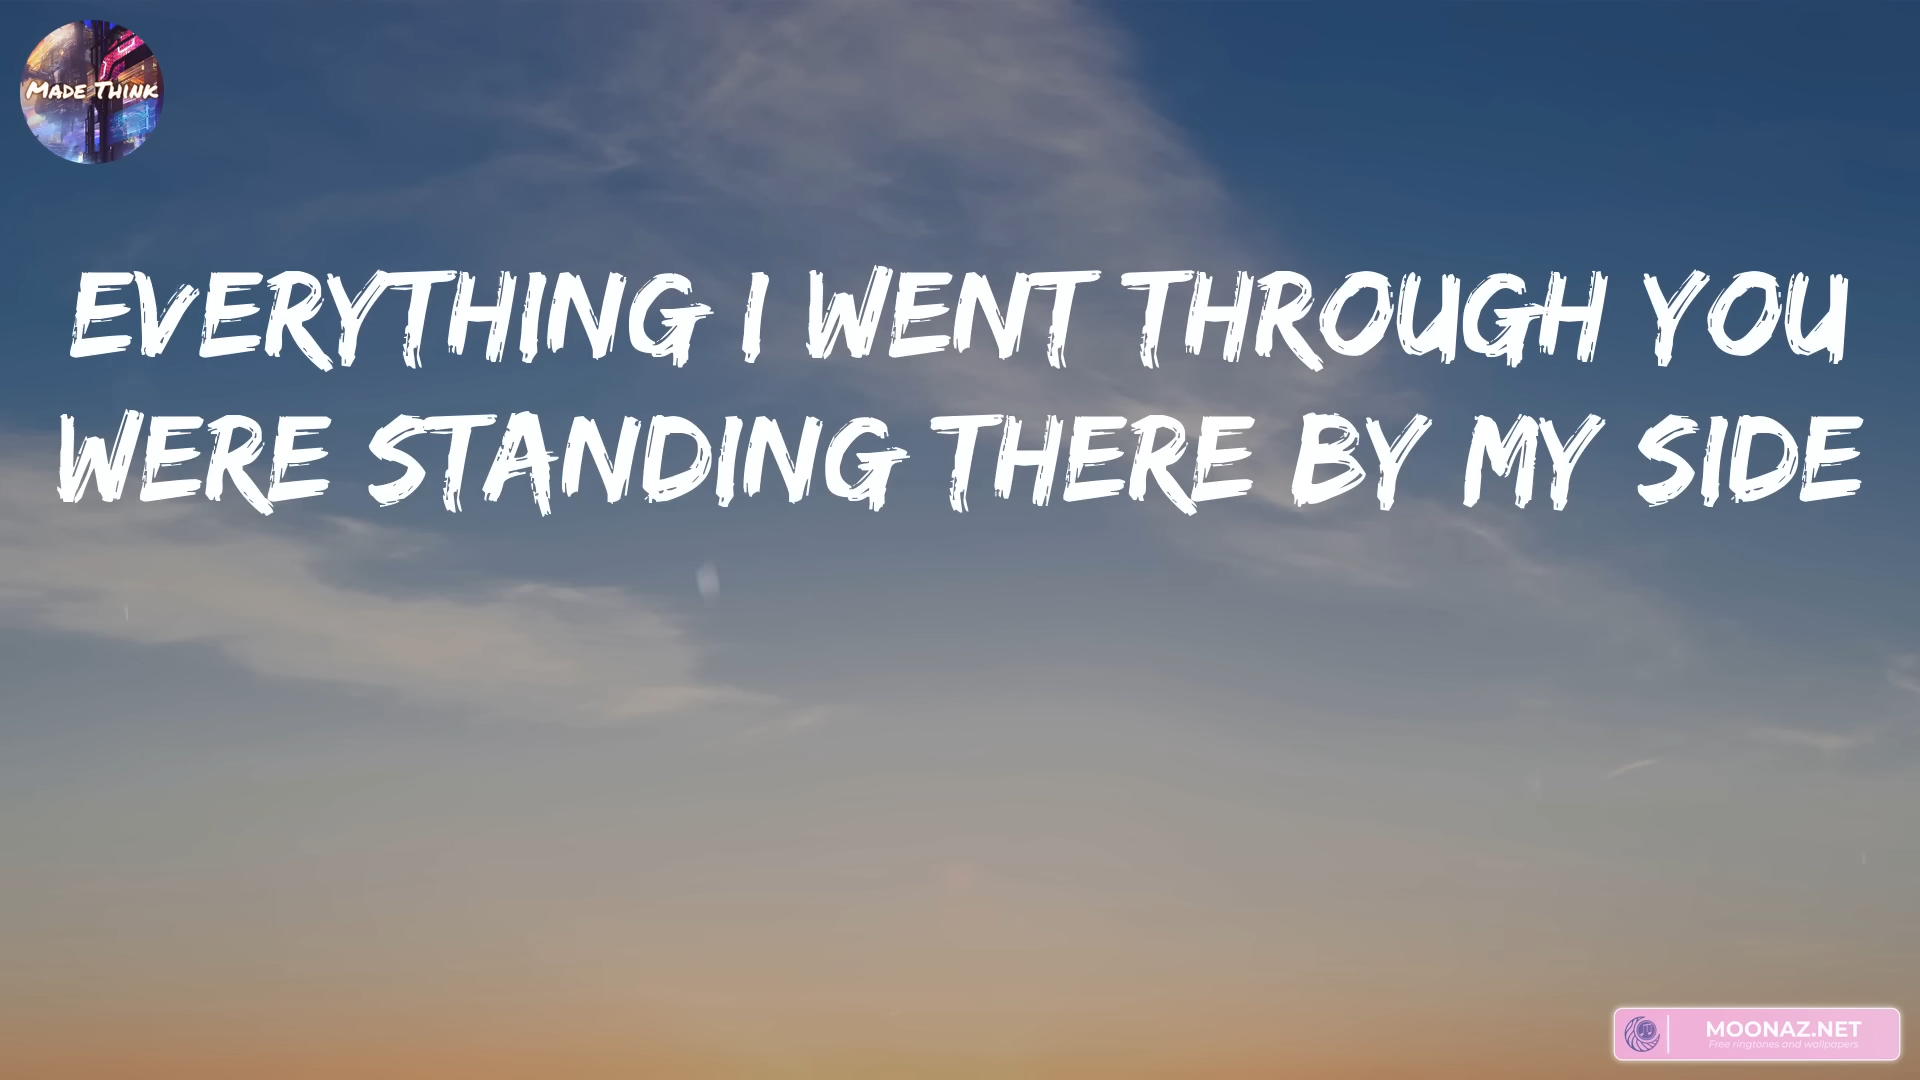 MADE THINK
EVERYTHING I WENT THROUGH YOU
WERE STANDING THERE BY MY SIDE
MOONAZ.NET
Free ringtones and wallpapers